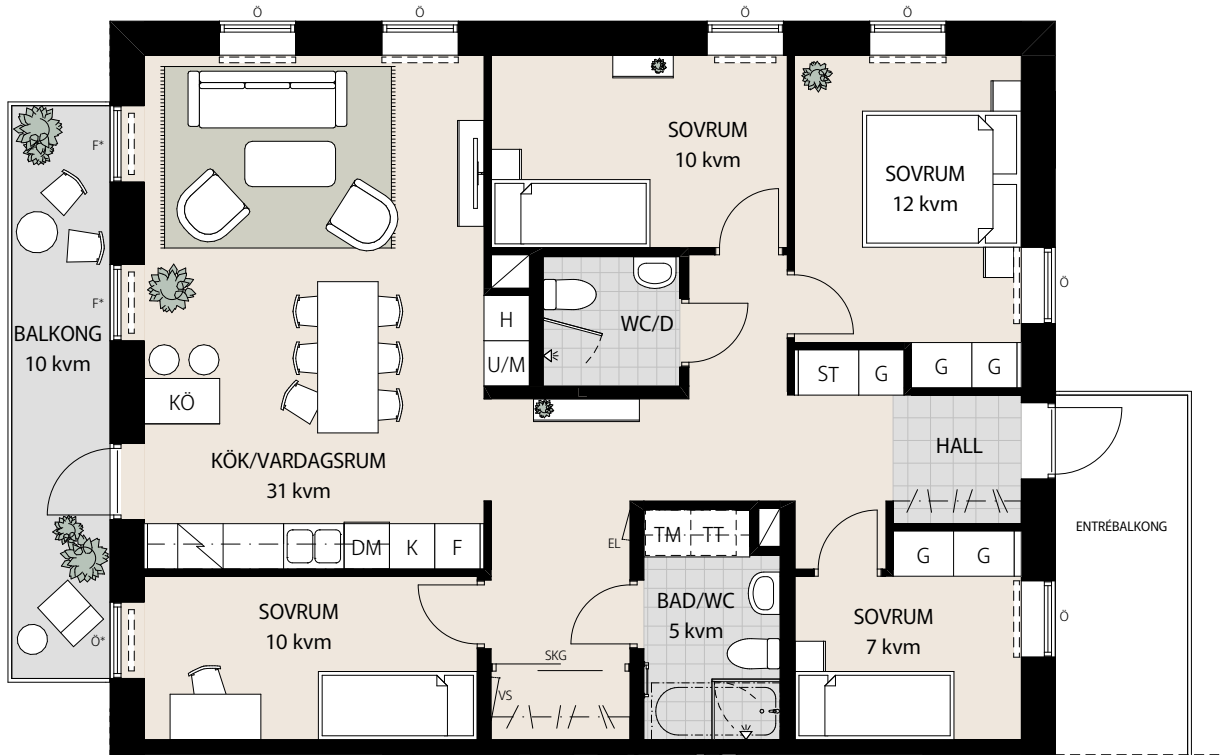 Ö
Ö
Ö
Ö
F*
SOVRUM
10 kvm
SOVRUM
12 kvm
Ö
F*
BALKONG
10 kvm
H
WC/D
U/M
ST
G
G
G
KÖ
HALL
KÖK/VARDAGSRUM
31 kvm
ENTRÉBALKONG
EL
TM
TT
DM
K
F
G
G
SOVRUM
10 kvm
BAD/WC
5 kvm
SOVRUM
7 kvm
Ö
Ö*
SKG
VS